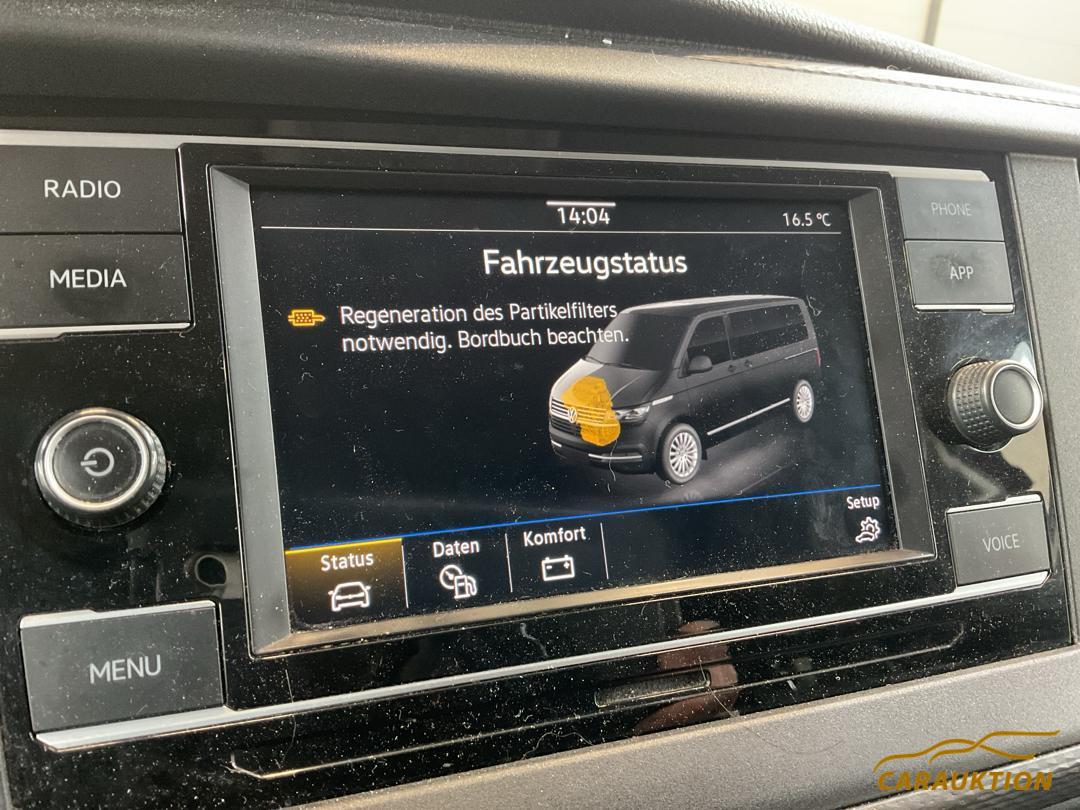 RADIO
MEDIA
MENU
14:04
16.5 °C
Fahrzeugstatus
Regeneration des Partikelfilters
notwendig. Bordbuch beachten.
Status
Daten
Komfort
Setup
PHONE
APP
VOICE
CARAUKTION